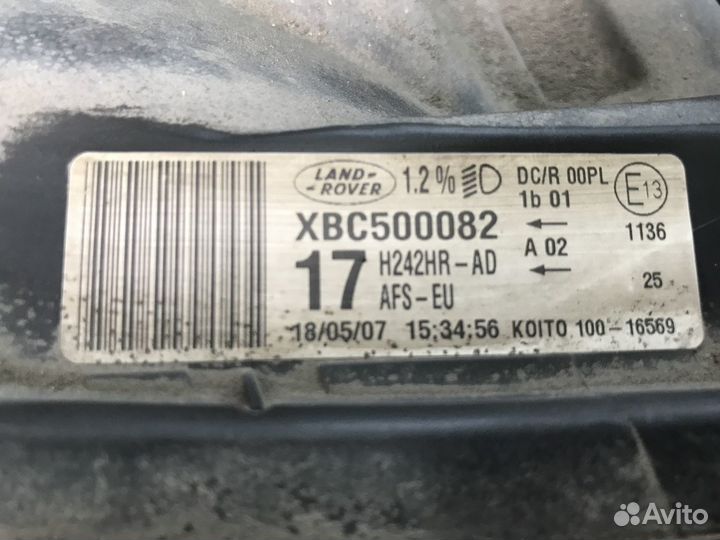 LAND-
-ROVER
1.2%
DC/R 00PL
1b 01
E13
XBC500082
←
A 02
←
1136
17
H242HR-AD
AFS-EU
25
18/05/07 15:34:56 KOITO 100-16569
Avito